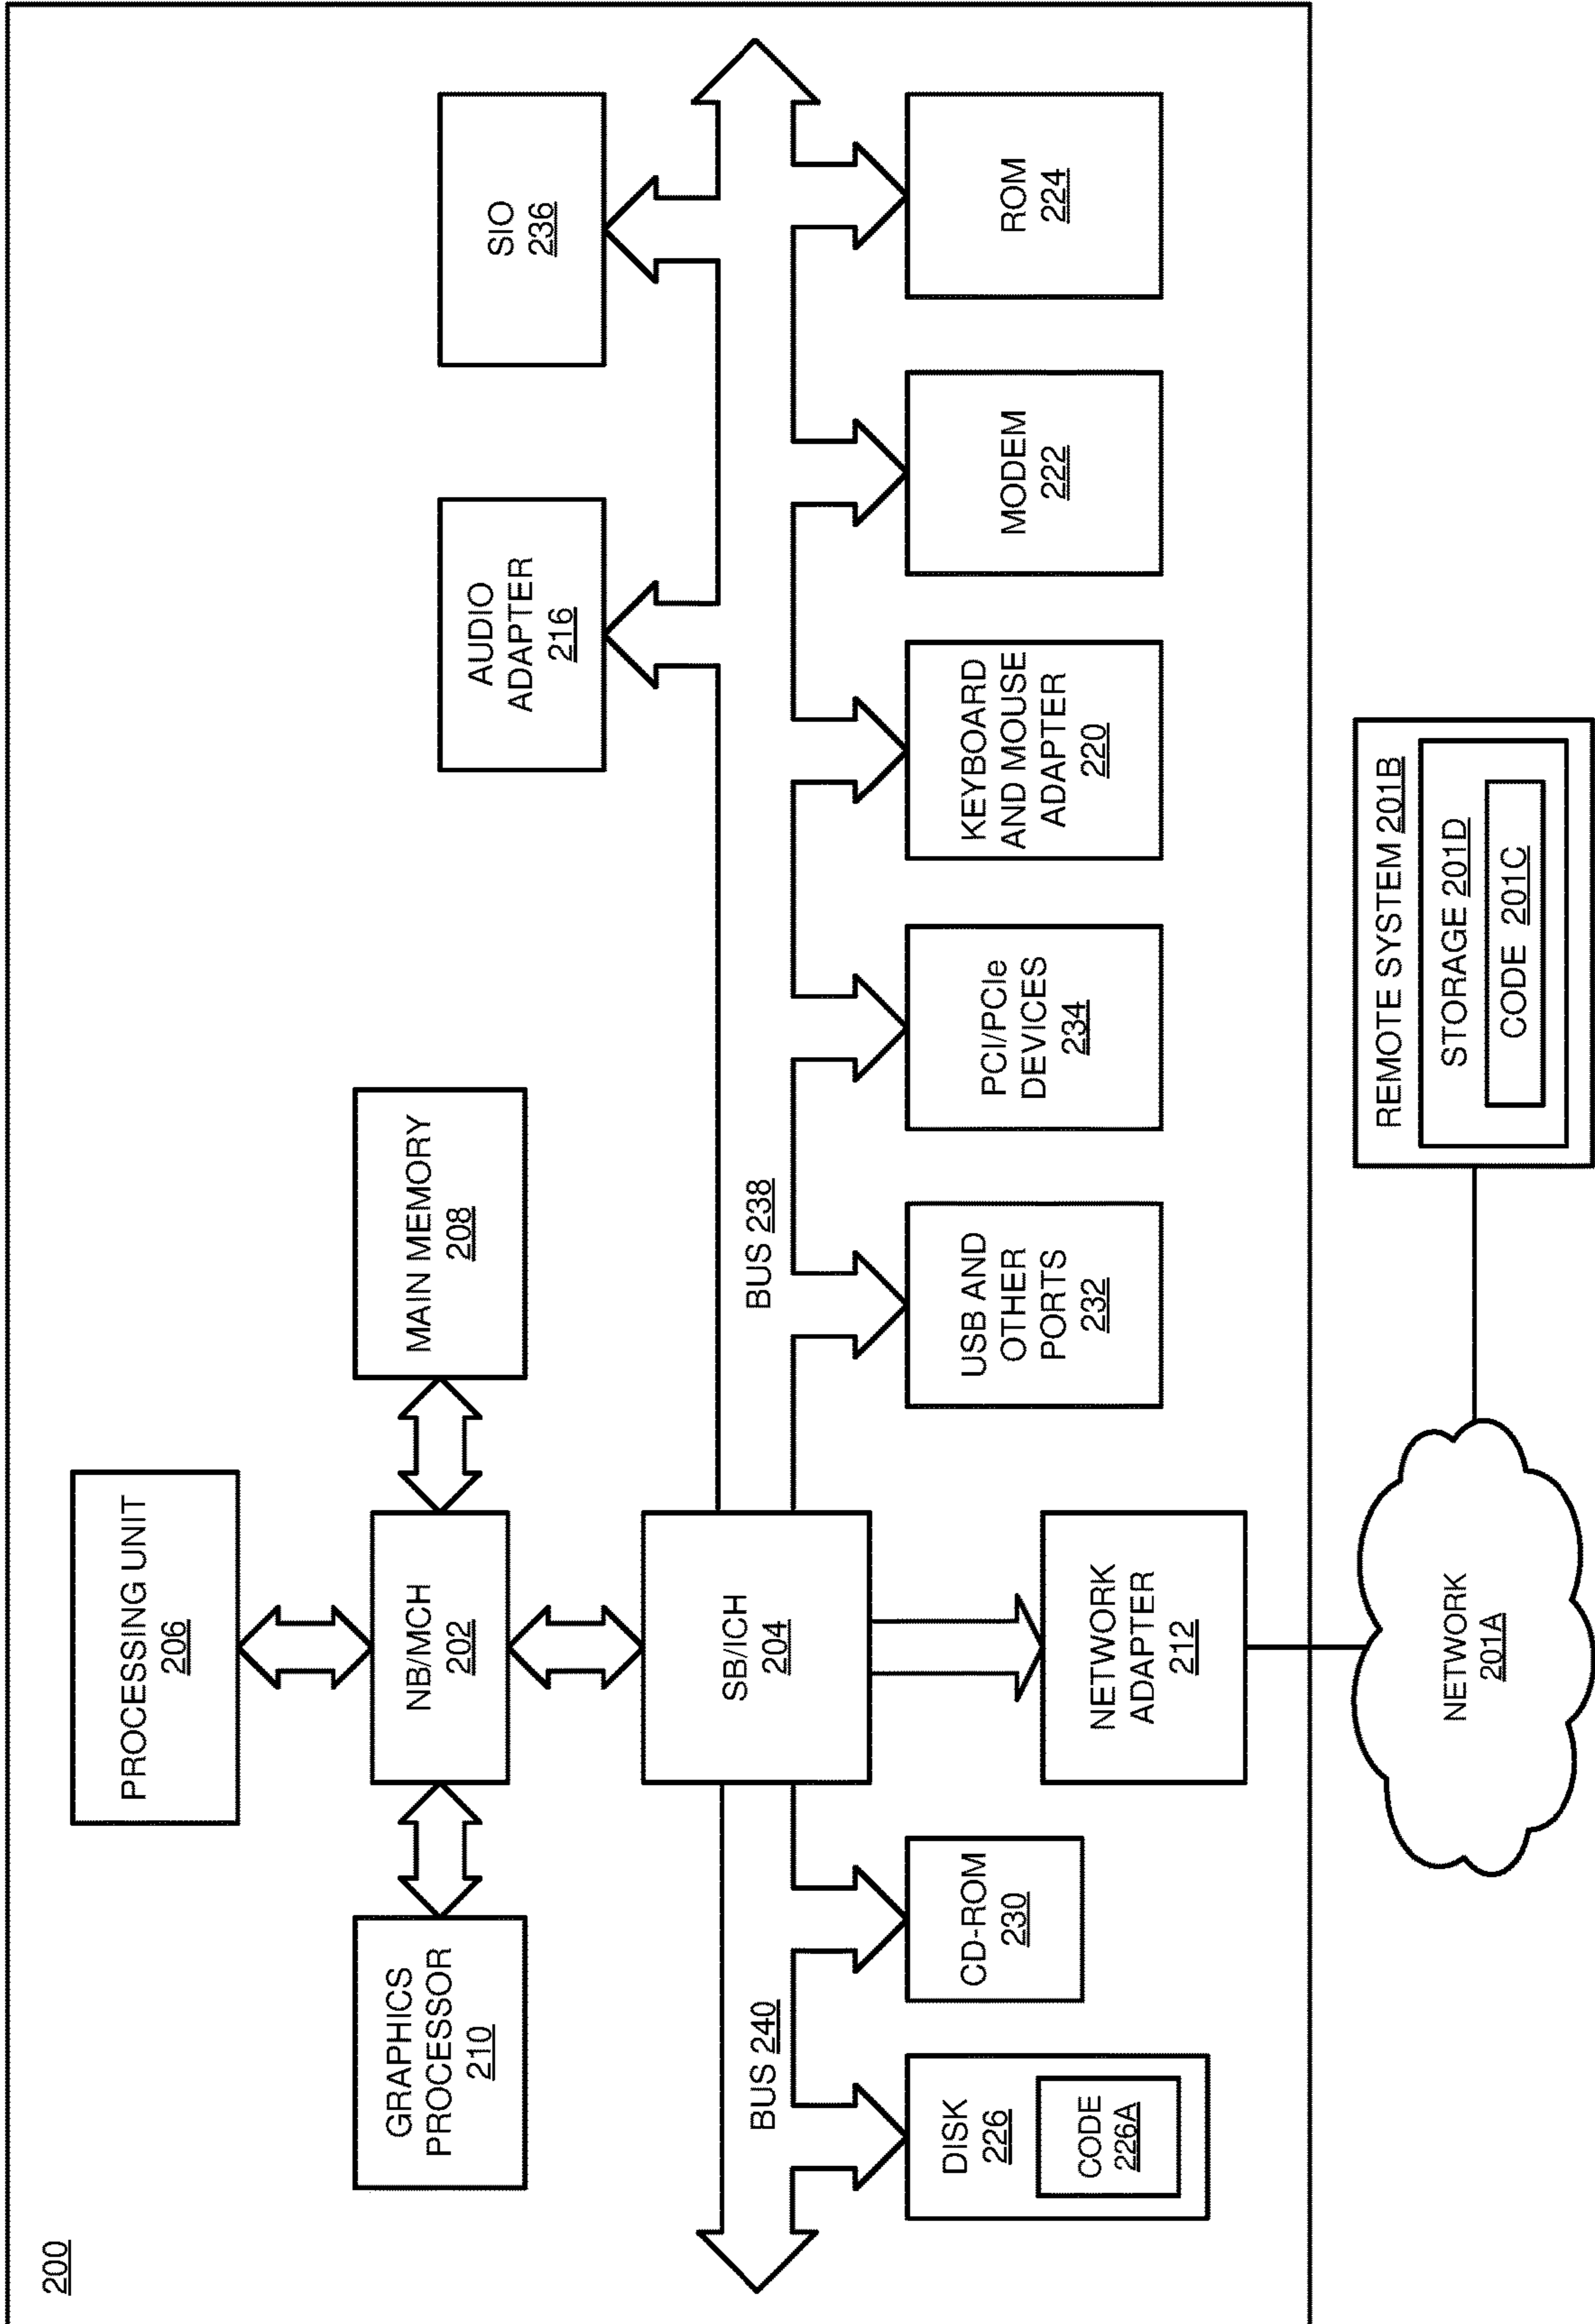 200
PROCESSING UNIT
206
GRAPHICS
PROCESSOR
210
NB/MCH
202
MAIN MEMORY
208
AUDIO
ADAPTER
216
SIO
236
SB/ICH
204
BUS 240
BUS 238
DISK
226
CODE
226A
CD-ROM
230
NETWORK
ADAPTER
212
USB AND
OTHER
PORTS
232
PCI/PCIe
DEVICES
234
KEYBOARD
AND MOUSE
ADAPTER
220
MODEM
222
ROM
224
NETWORK
201A
REMOTE SYSTEM 201B
STORAGE 201D
CODE 201C